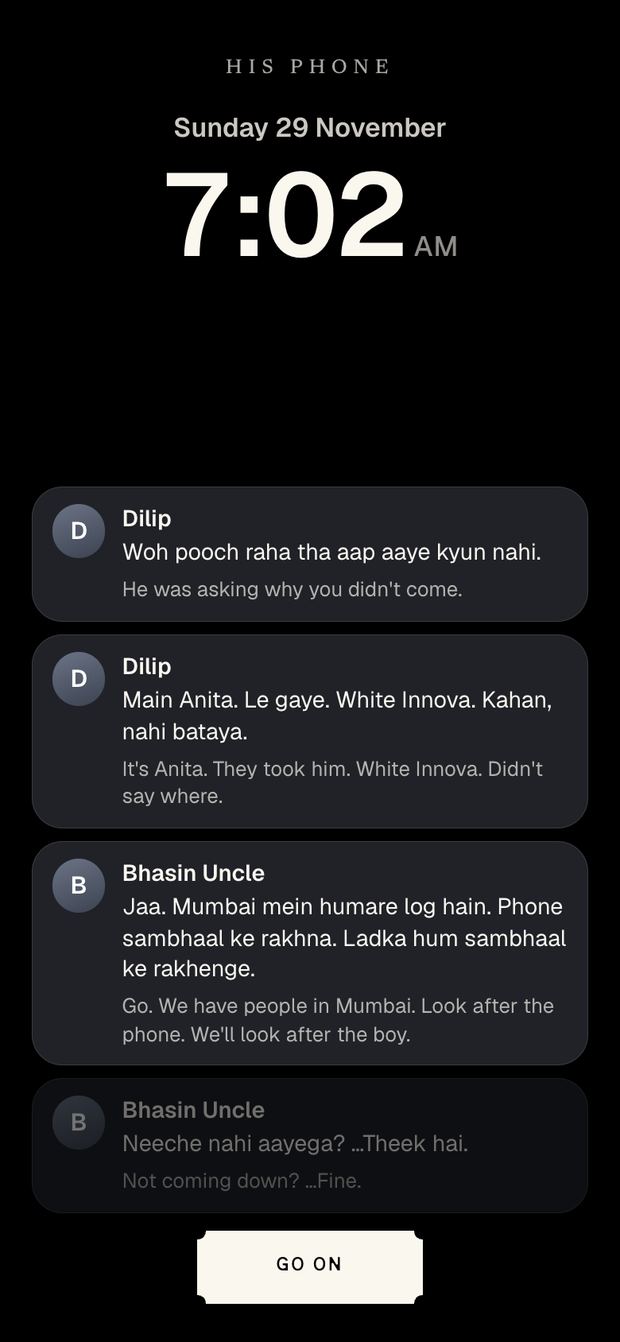 HIS PHONE
Sunday 29 November
7:02 AM
D
Dilip
Woh pooch raha tha aap aaye kyun nahi.
He was asking why you didn't come.
D
Dilip
Main Anita. Le gaye. White Innova. Kahan,
nahi bataya.
It's Anita. They took him. White Innova. Didn't
say where.
B
Bhasin Uncle
Jaa. Mumbai mein humare log hain. Phone
sambhaal ke rakhna. Ladka hum sambhaal
ke rakhenge.
Go. We have people in Mumbai. Look after the
phone. We'll look after the boy.
B
Bhasin Uncle
Neeche nahi aayega? ...Theek hai.
Not coming down? ...Fine.
GO ON